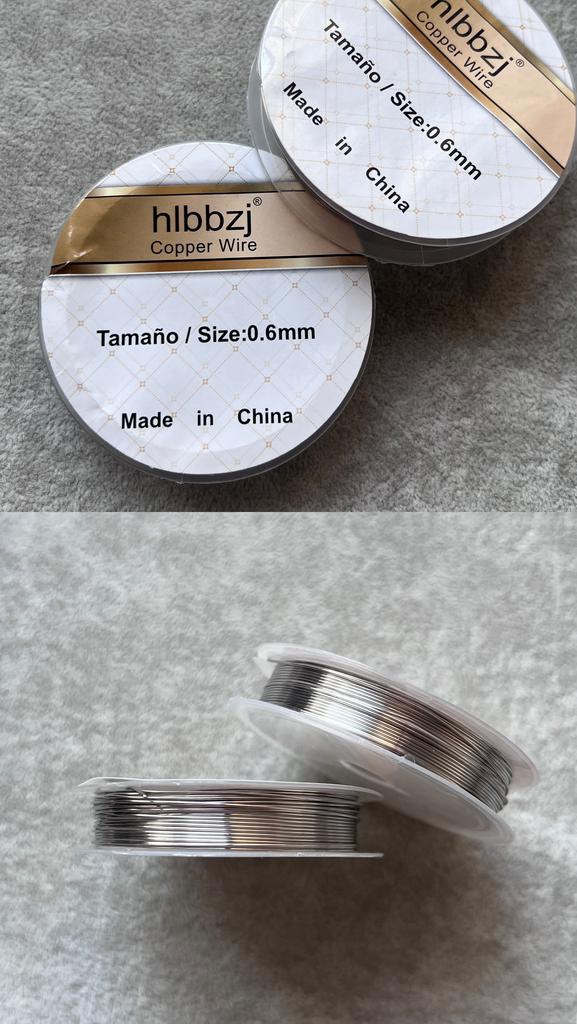 hlbbzj®
Copper Wire
Tamaño / Size:0.6mm
Made in China
hlbbzj®
Copper Wire
Tamaño / Size:0.6mm
Made in China